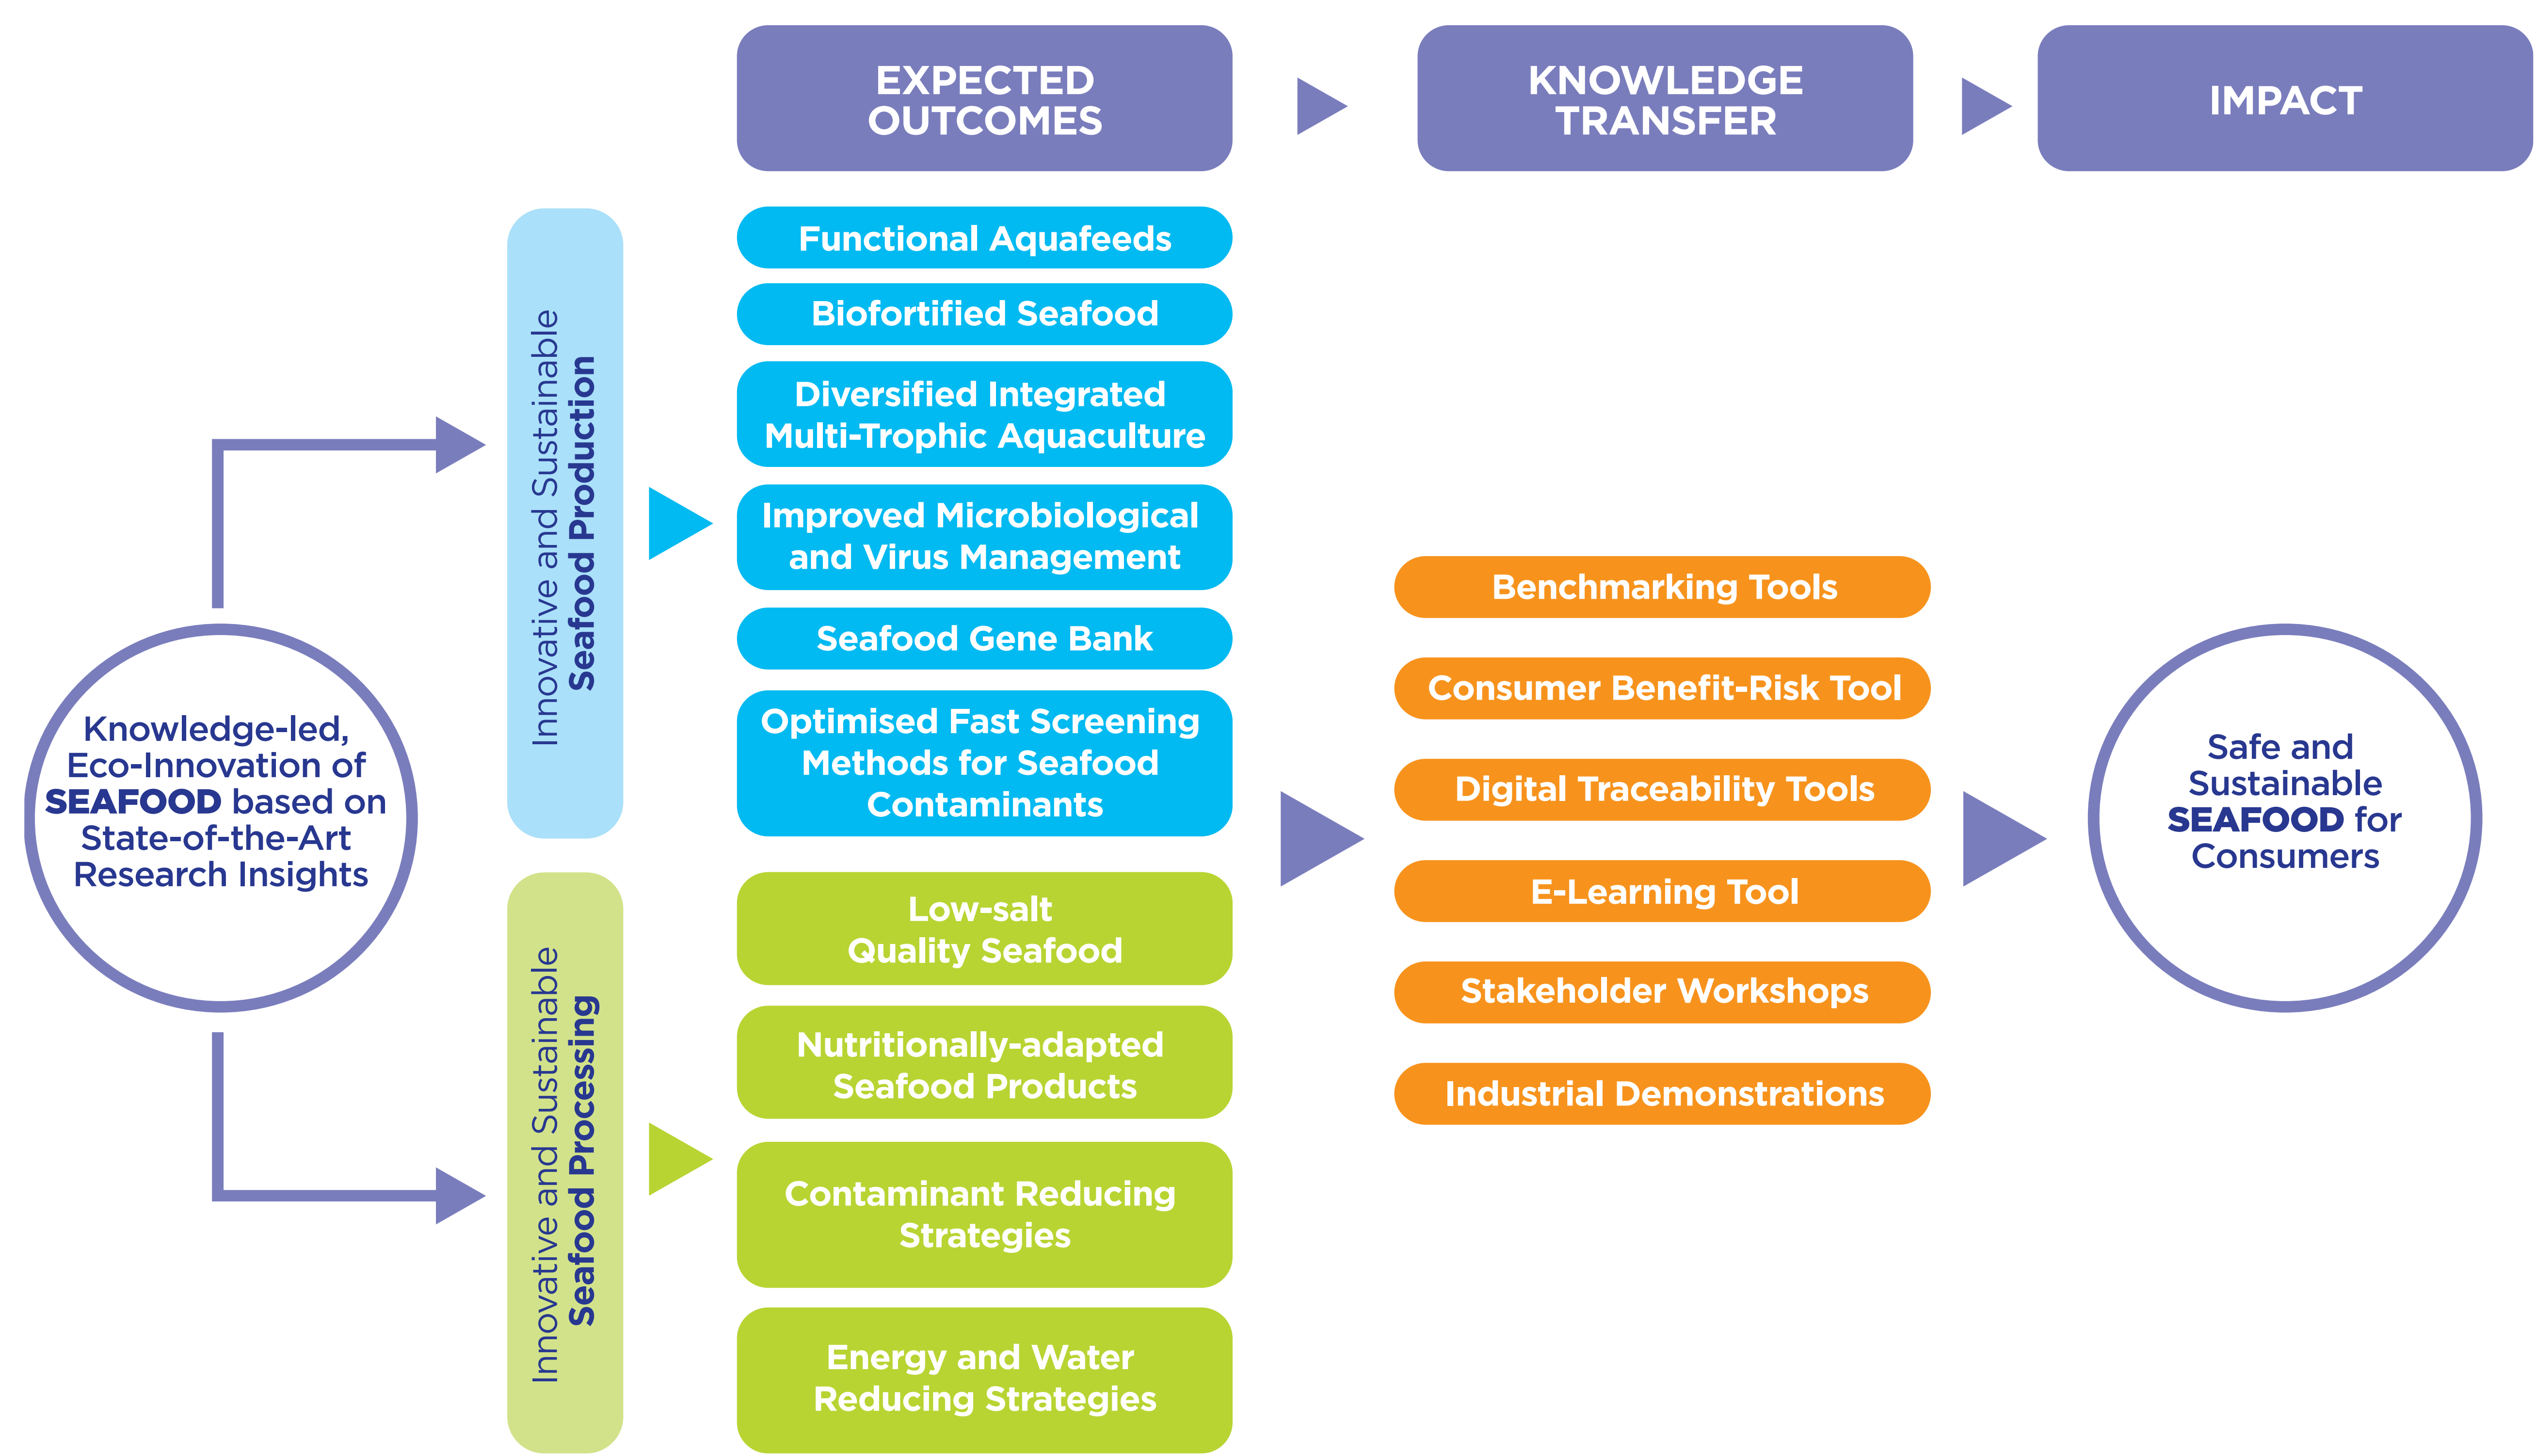 EXPECTED
OUTCOMES
KNOWLEDGE
TRANSFER
IMPACT
Knowledge-led,
Eco-Innovation of
SEAFOOD based on
State-of-the-Art
Research Insights
Innovative and Sustainable
Seafood Production
Functional Aquafeeds
Biofortified Seafood
Diversified Integrated
Multi-Trophic Aquaculture
Improved Microbiological
and Virus Management
Seafood Gene Bank
Optimised Fast Screening
Methods for Seafood
Contaminants
Innovative and Sustainable
Seafood Processing
Low-salt
Quality Seafood
Nutritionally-adapted
Seafood Products
Contaminant Reducing
Strategies
Energy and Water
Reducing Strategies
Benchmarking Tools
Consumer Benefit-Risk Tool
Digital Traceability Tools
E-Learning Tool
Stakeholder Workshops
Industrial Demonstrations
Safe and
Sustainable
SEAFOOD for
Consumers